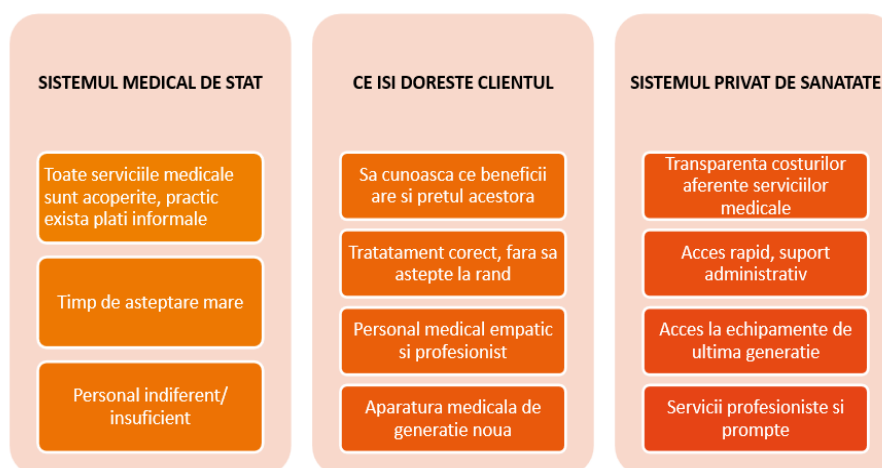 SISTEMUL MEDICAL DE STAT
Toate serviciile medicale
sunt acoperite, practic
exista plati informale
Timp de asteptare mare
Personal indiferent/
insuficient
CE ISI DORESTE CLIENTUL
Sa cunoasca ce beneficii
are si pretul acestora
Tratatament corect, fara sa
astepte la rand
Personal medical empatic
si profesionist
Aparatura medicala de
generatie noua
SISTEMUL PRIVAT DE SANATATE
Transparenta costurilor
aferente serviciilor
medicale
Acces rapid, suport
administrativ
Acces la echipamente de
ultima generatie
Servicii profesioniste si
prompte